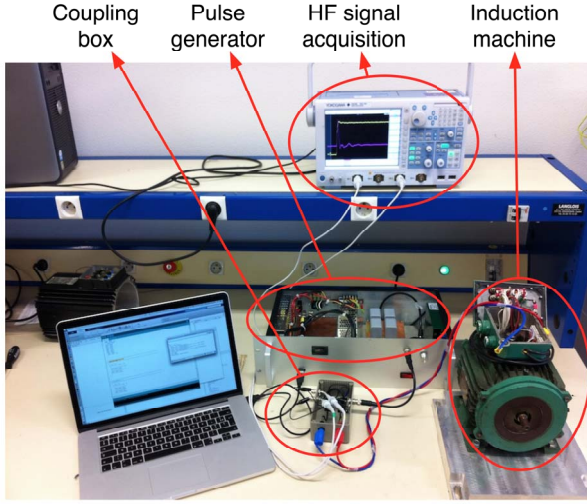 Coupling
box
Pulse
generator
HF signal
acquisition
Induction
machine
YOKOGAWA
LANGLOIS